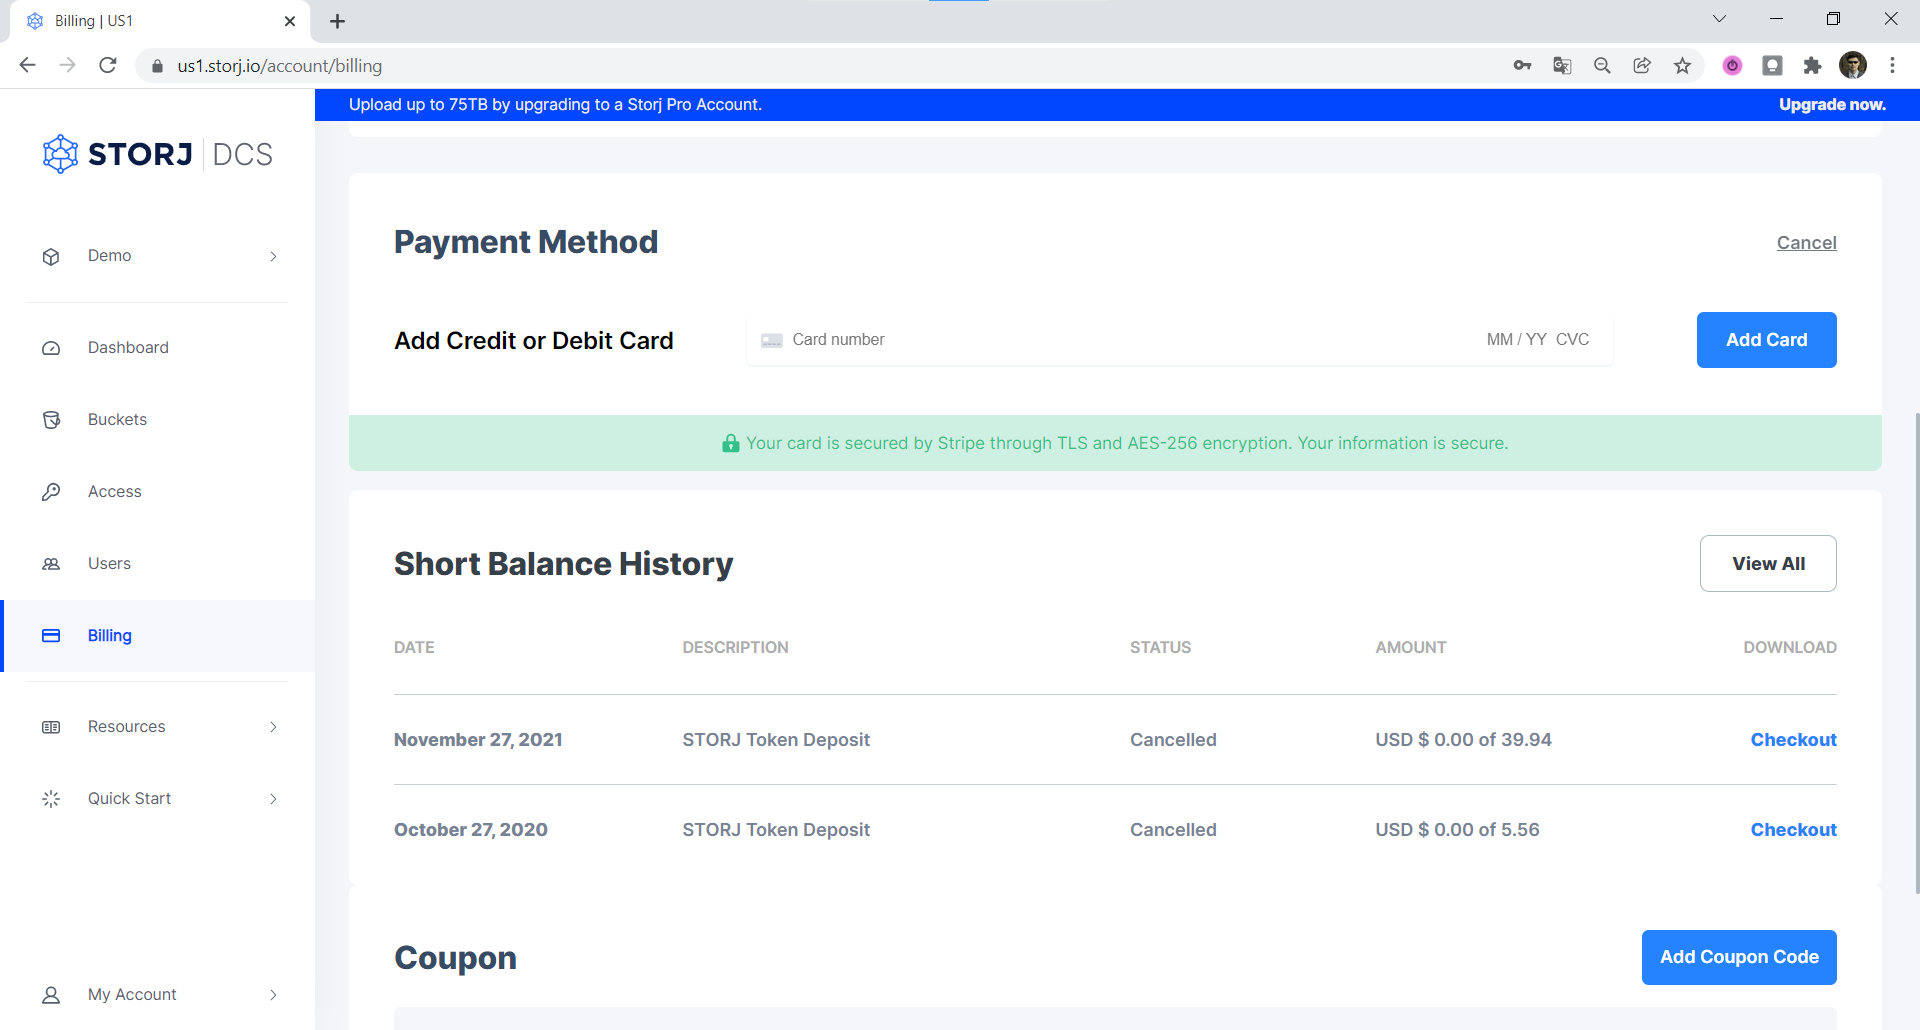 Billing | US1
us1.storj.io/account/billing
Upload up to 75TB by upgrading to a Storj Pro Account. Upgrade now.
STORJ DCS
Demo
Dashboard
Buckets
Access
Users
Billing
Resources
Quick Start
My Account
Payment Method Cancel
Add Credit or Debit Card Card number MM / YY CVC Add Card
Your card is secured by Stripe through TLS and AES-256 encryption. Your information is secure.
Short Balance History View All
DATE DESCRIPTION STATUS AMOUNT DOWNLOAD
November 27, 2021 STORJ Token Deposit Cancelled USD $ 0.00 of 39.94 Checkout
October 27, 2020 STORJ Token Deposit Cancelled USD $ 0.00 of 5.56 Checkout
Coupon Add Coupon Code